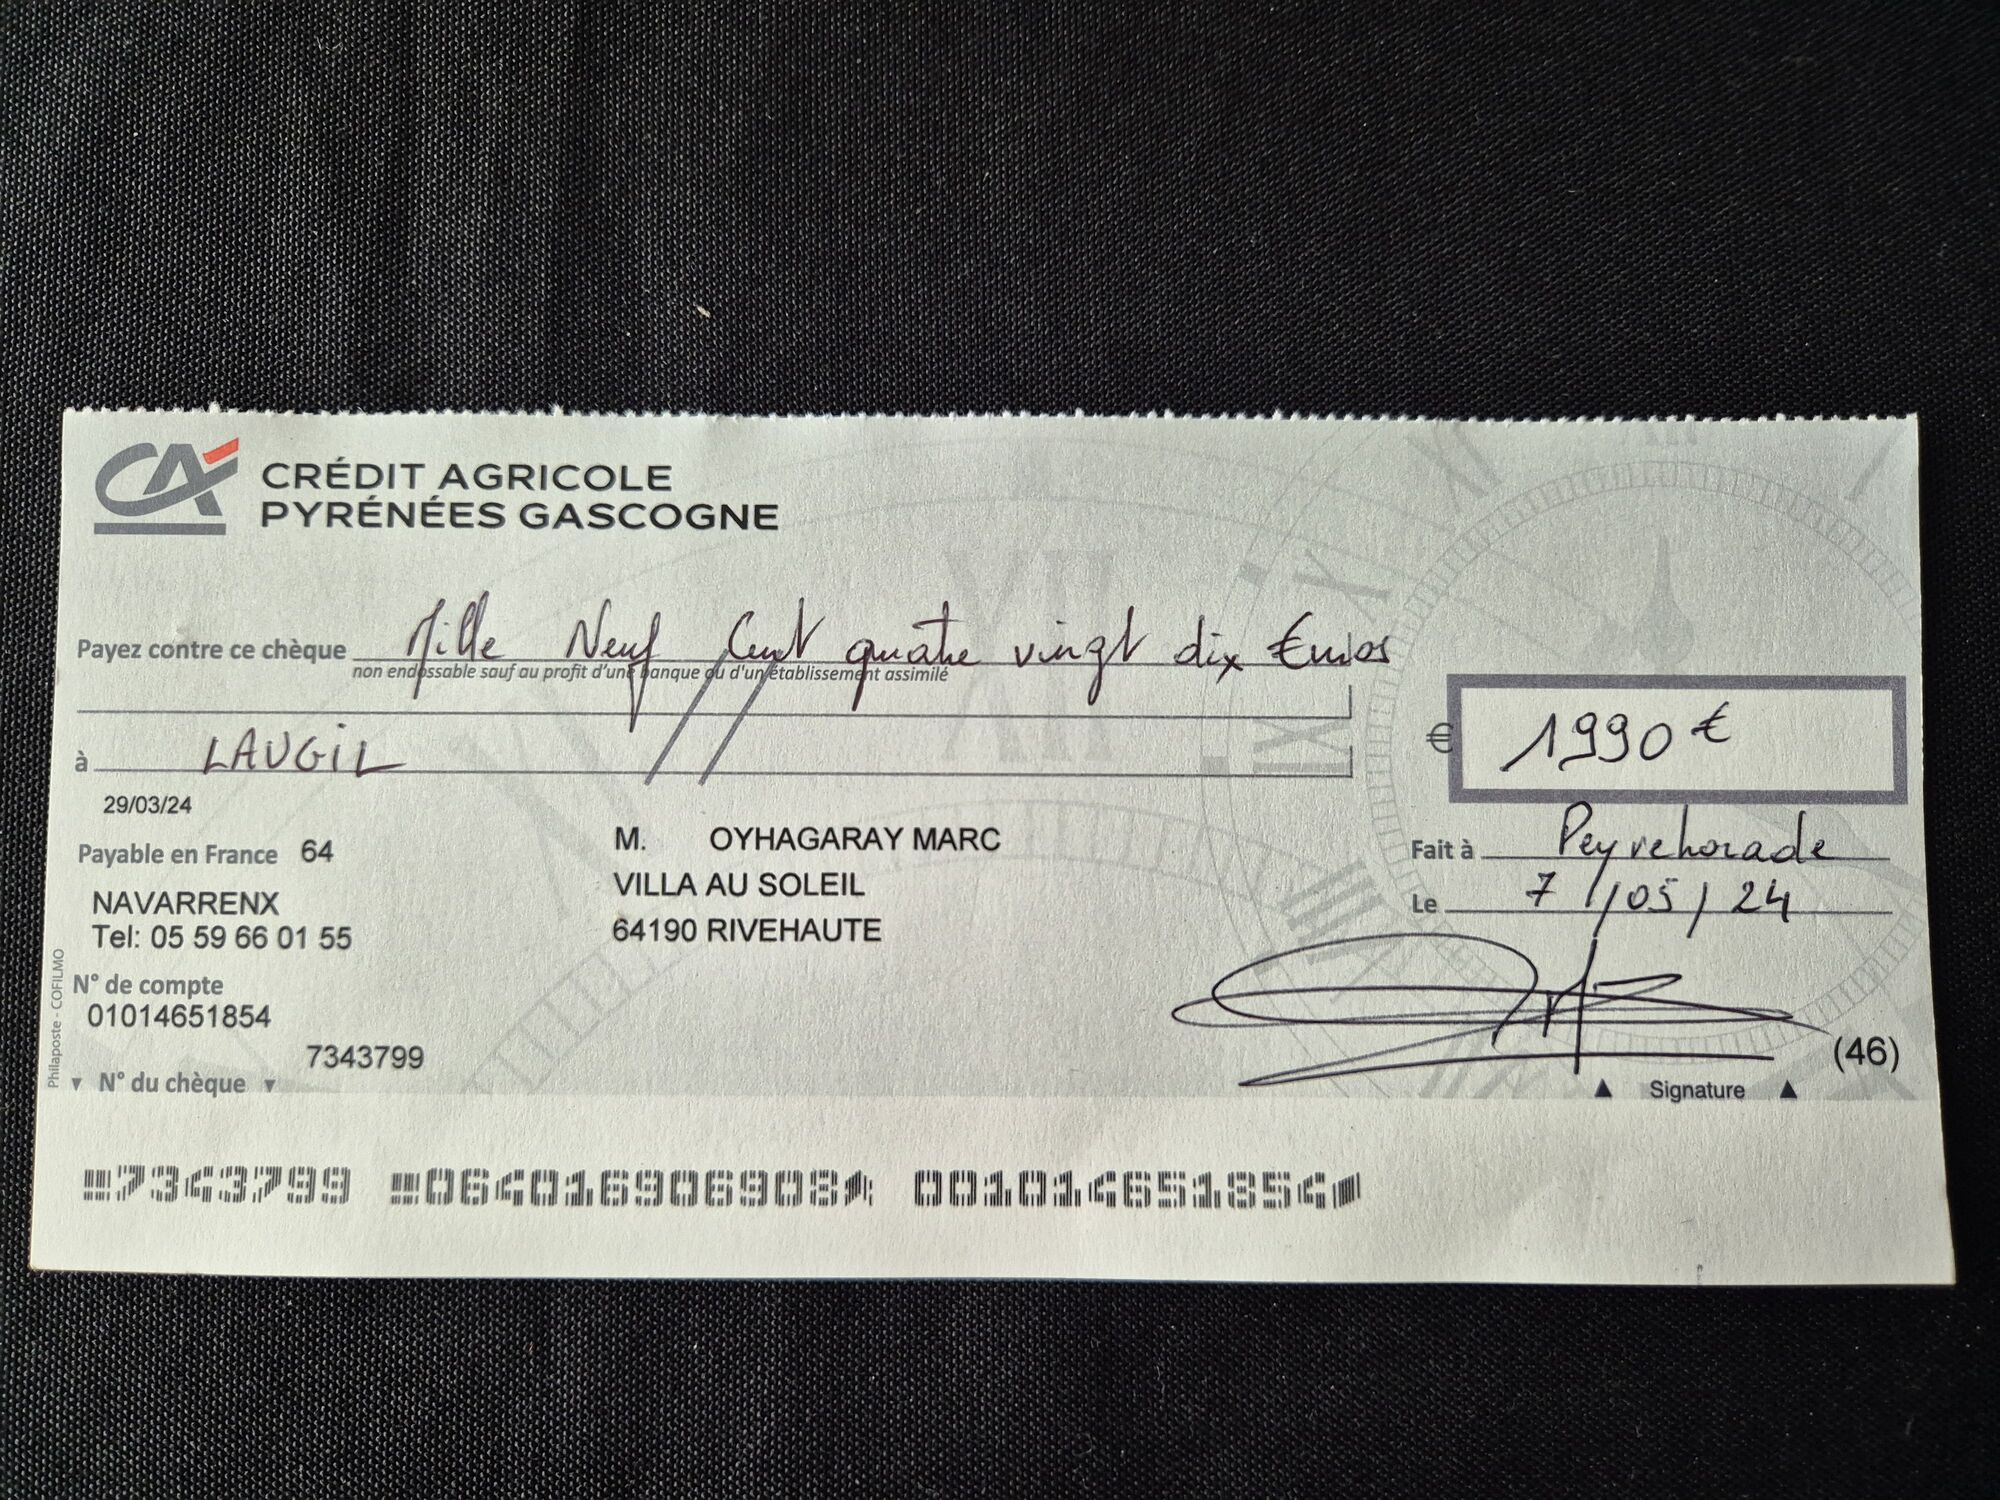 CA CRÉDIT AGRICOLE
PYRÉNÉES GASCOGNE
Payez contre ce chèque Mille Neuf Cent quatre vingt dix Euros
non endossable sauf au profit d'une banque ou d'un établissement assimilé
à LAUGIL
€ 1990 €
29/03/24
Payable en France 64
NAVARRENX
Tel: 05 59 66 01 55
N° de compte
01014651854
7343799
N° du chèque
M. OYHAGARAY MARC
VILLA AU SOLEIL
64190 RIVEHAUTE
Fait à Peyrehorade
Le 7/05/24
(46)
Signature
Philaposte - COFILMO
7343799 064016906908 001014651854